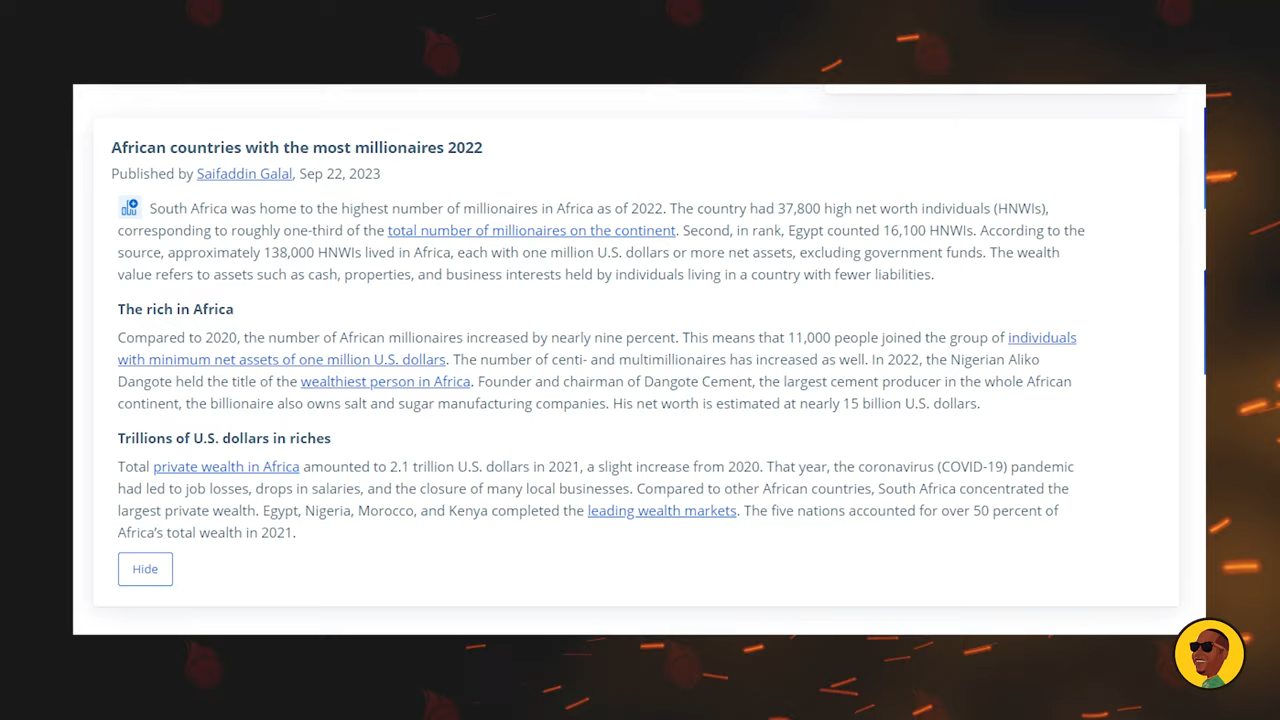 African countries with the most millionaires 2022
Published by Saifaddin Galal, Sep 22, 2023
South Africa was home to the highest number of millionaires in Africa as of 2022. The country had 37,800 high net worth individuals (HNWIs),
corresponding to roughly one-third of the total number of millionaires on the continent. Second, in rank, Egypt counted 16,100 HNWIs. According to the
source, approximately 138,000 HNWIs lived in Africa, each with one million U.S. dollars or more net assets, excluding government funds. The wealth
value refers to assets such as cash, properties, and business interests held by individuals living in a country with fewer liabilities.
The rich in Africa
Compared to 2020, the number of African millionaires increased by nearly nine percent. This means that 11,000 people joined the group of individuals
with minimum net assets of one million U.S. dollars. The number of centi- and multimillionaires has increased as well. In 2022, the Nigerian Aliko
Dangote held the title of the wealthiest person in Africa. Founder and chairman of Dangote Cement, the largest cement producer in the whole African
continent, the billionaire also owns salt and sugar manufacturing companies. His net worth is estimated at nearly 15 billion U.S. dollars.
Trillions of U.S. dollars in riches
Total private wealth in Africa amounted to 2.1 trillion U.S. dollars in 2021, a slight increase from 2020. That year, the coronavirus (COVID-19) pandemic
had led to job losses, drops in salaries, and the closure of many local businesses. Compared to other African countries, South Africa concentrated the
largest private wealth. Egypt, Nigeria, Morocco, and Kenya completed the leading wealth markets. The five nations accounted for over 50 percent of
Africa's total wealth in 2021.
Hide